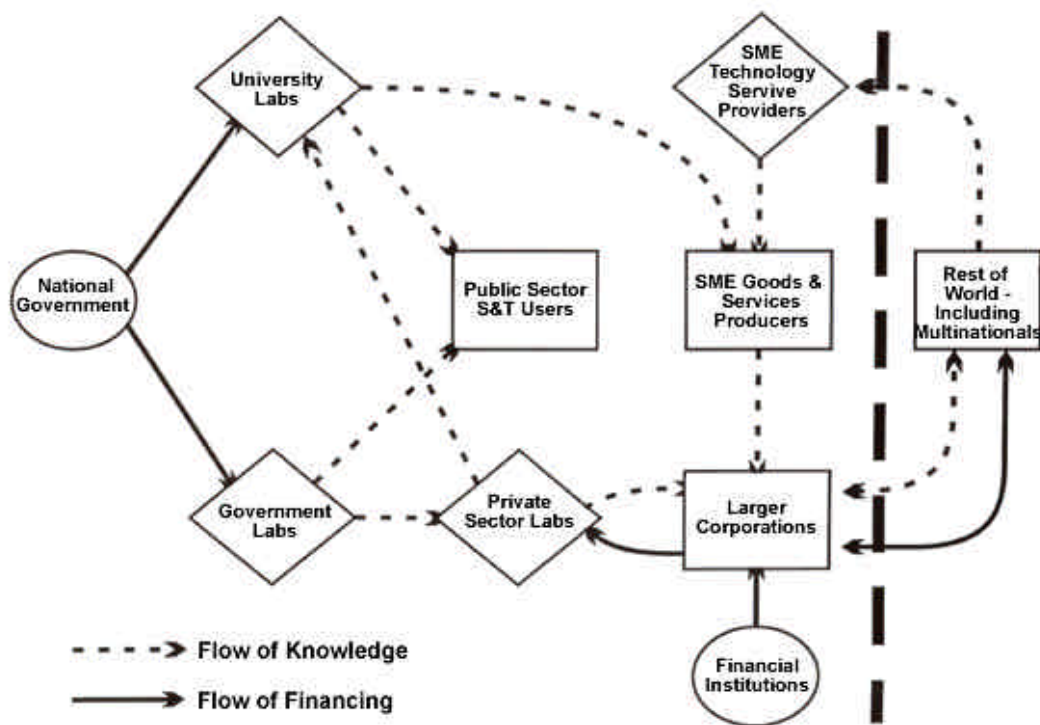 University
Labs
SME
Technology
Servive
Providers
National
Government
Public Sector
S&T Users
SME Goods &
Services
Producers
Rest of
World -
Including
Multinationals
Government
Labs
Private
Sector Labs
Larger
Corporations
Financial
Institutions
Flow of Knowledge
Flow of Financing